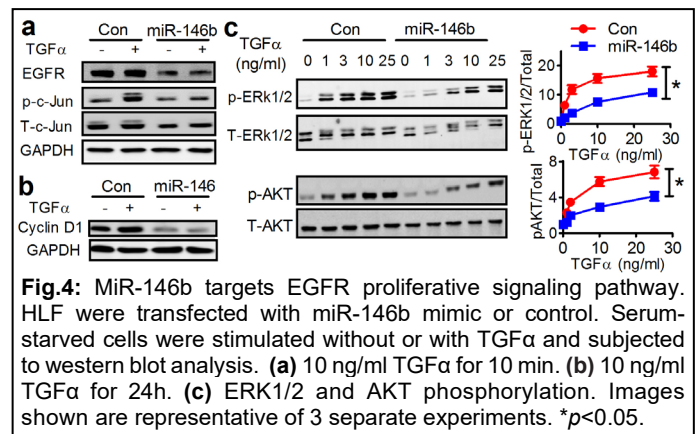 a
Con miR-146b
TGFα - + - +
EGFR
p-c-Jun
T-c-Jun
GAPDH
b
Con miR-146
TGFα - + - +
Cyclin D1
GAPDH
c
Con miR-146b
TGFα
(ng/ml)
0 1 3 10 25 0 1 3 10 25
p-ERk1/2
T-ERk1/2
p-AKT
T-AKT
Con
miR-146b
p-ERK1/2/Total
20
10
0
0 10 20 30
TGFα (ng/ml)
*
pAKT/Total
8
4
0
0 10 20 30
TGFα (ng/ml)
*
Fig.4: MiR-146b targets EGFR proliferative signaling pathway.
HLF were transfected with miR-146b mimic or control. Serum-
starved cells were stimulated without or with TGFα and subjected
to western blot analysis. (a) 10 ng/ml TGFα for 10 min. (b) 10 ng/ml
TGFα for 24h. (c) ERK1/2 and AKT phosphorylation. Images
shown are representative of 3 separate experiments. *p<0.05.